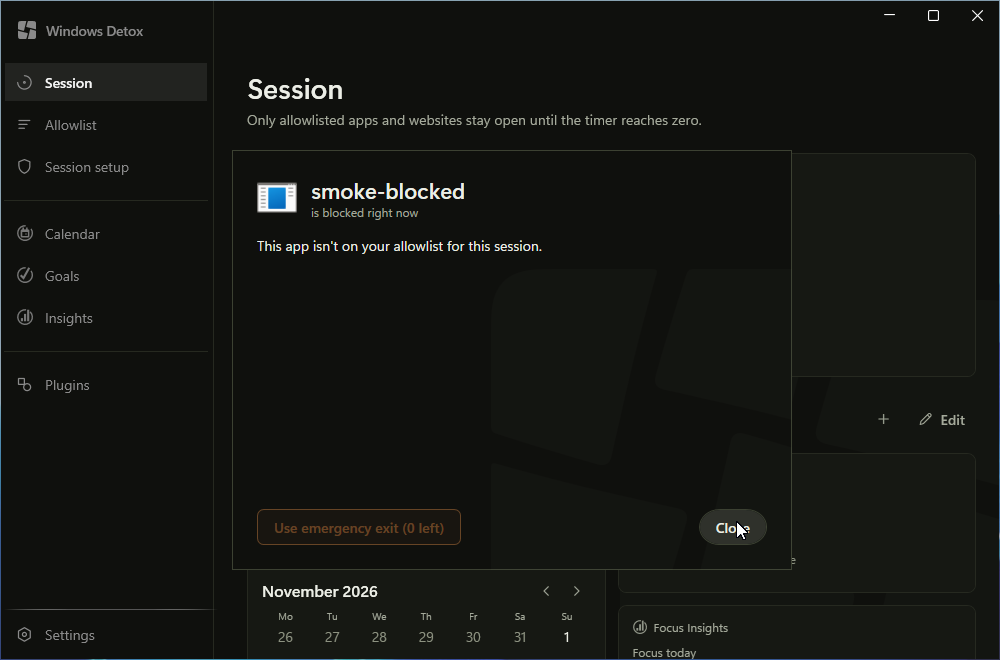 Windows Detox
Session
Allowlist
Session setup
Calendar
Goals
Insights
Plugins
Settings
Session
Only allowlisted apps and websites stay open until the timer reaches zero.
smoke-blocked
is blocked right now
This app isn't on your allowlist for this session.
Use emergency exit (0 left)
Edit
November 2026
Mo Tu We Th Fr Sa Su
26 27 28 29 30 31 1
Focus Insights
Focus today